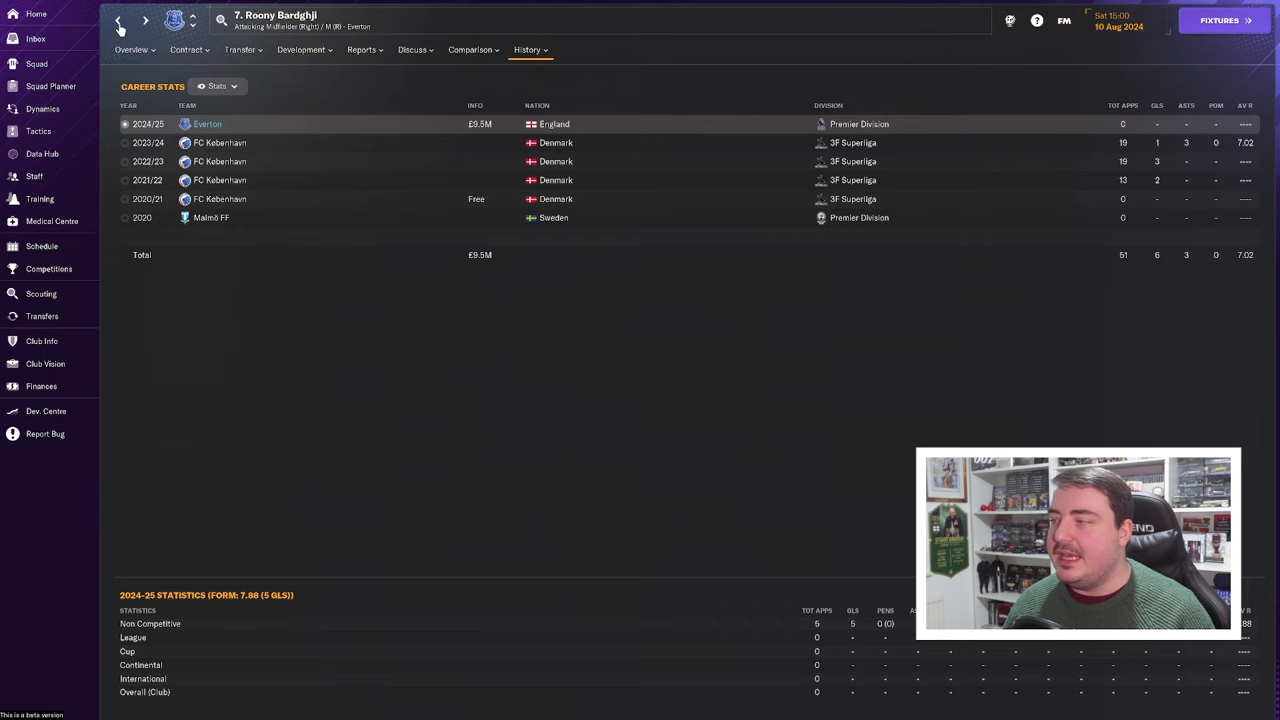 Home
Inbox
Squad
Squad Planner
Dynamics
Tactics
Data Hub
Staff
Training
Medical Centre
Schedule
Competitions
Scouting
Transfers
Club Info
Club Vision
Finances
Dev. Centre
Report Bug
This is a beta version
7. Roony Bardghji
Attacking Midfielder (Right) / M (R) - Everton
? FM
Sat 15:00
10 Aug 2024
FIXTURES
Overview Contract Transfer Development Reports Discuss Comparison History
CAREER STATS Stats
YEAR TEAM INFO NATION DIVISION TOT APPS GLS ASTS POM AV R
2024/25 Everton £9.5M England Premier Division 0 - - - ----
2023/24 FC København Denmark 3F Superliga 19 1 3 0 7.02
2022/23 FC København Denmark 3F Superliga 19 3 - - ----
2021/22 FC København Denmark 3F Superliga 13 2 - - ----
2020/21 FC København Free Denmark 3F Superliga 0 - - - ----
2020 Malmö FF Sweden Premier Division 0 - - - ----
Total £9.5M 51 6 3 0 7.02
2024-25 STATISTICS (FORM: 7.88 (5 GLS))
STATISTICS TOT APPS GLS PENS
Non Competitive 5 5 0 (0)
League 0 - - - - - - - - - ----
Cup 0 - - - - - - - - - ----
Continental 0 - - - - - - - - - ----
International 0 - - - - - - - - - ----
Overall (Club) 0 - - - - - - - - - ----